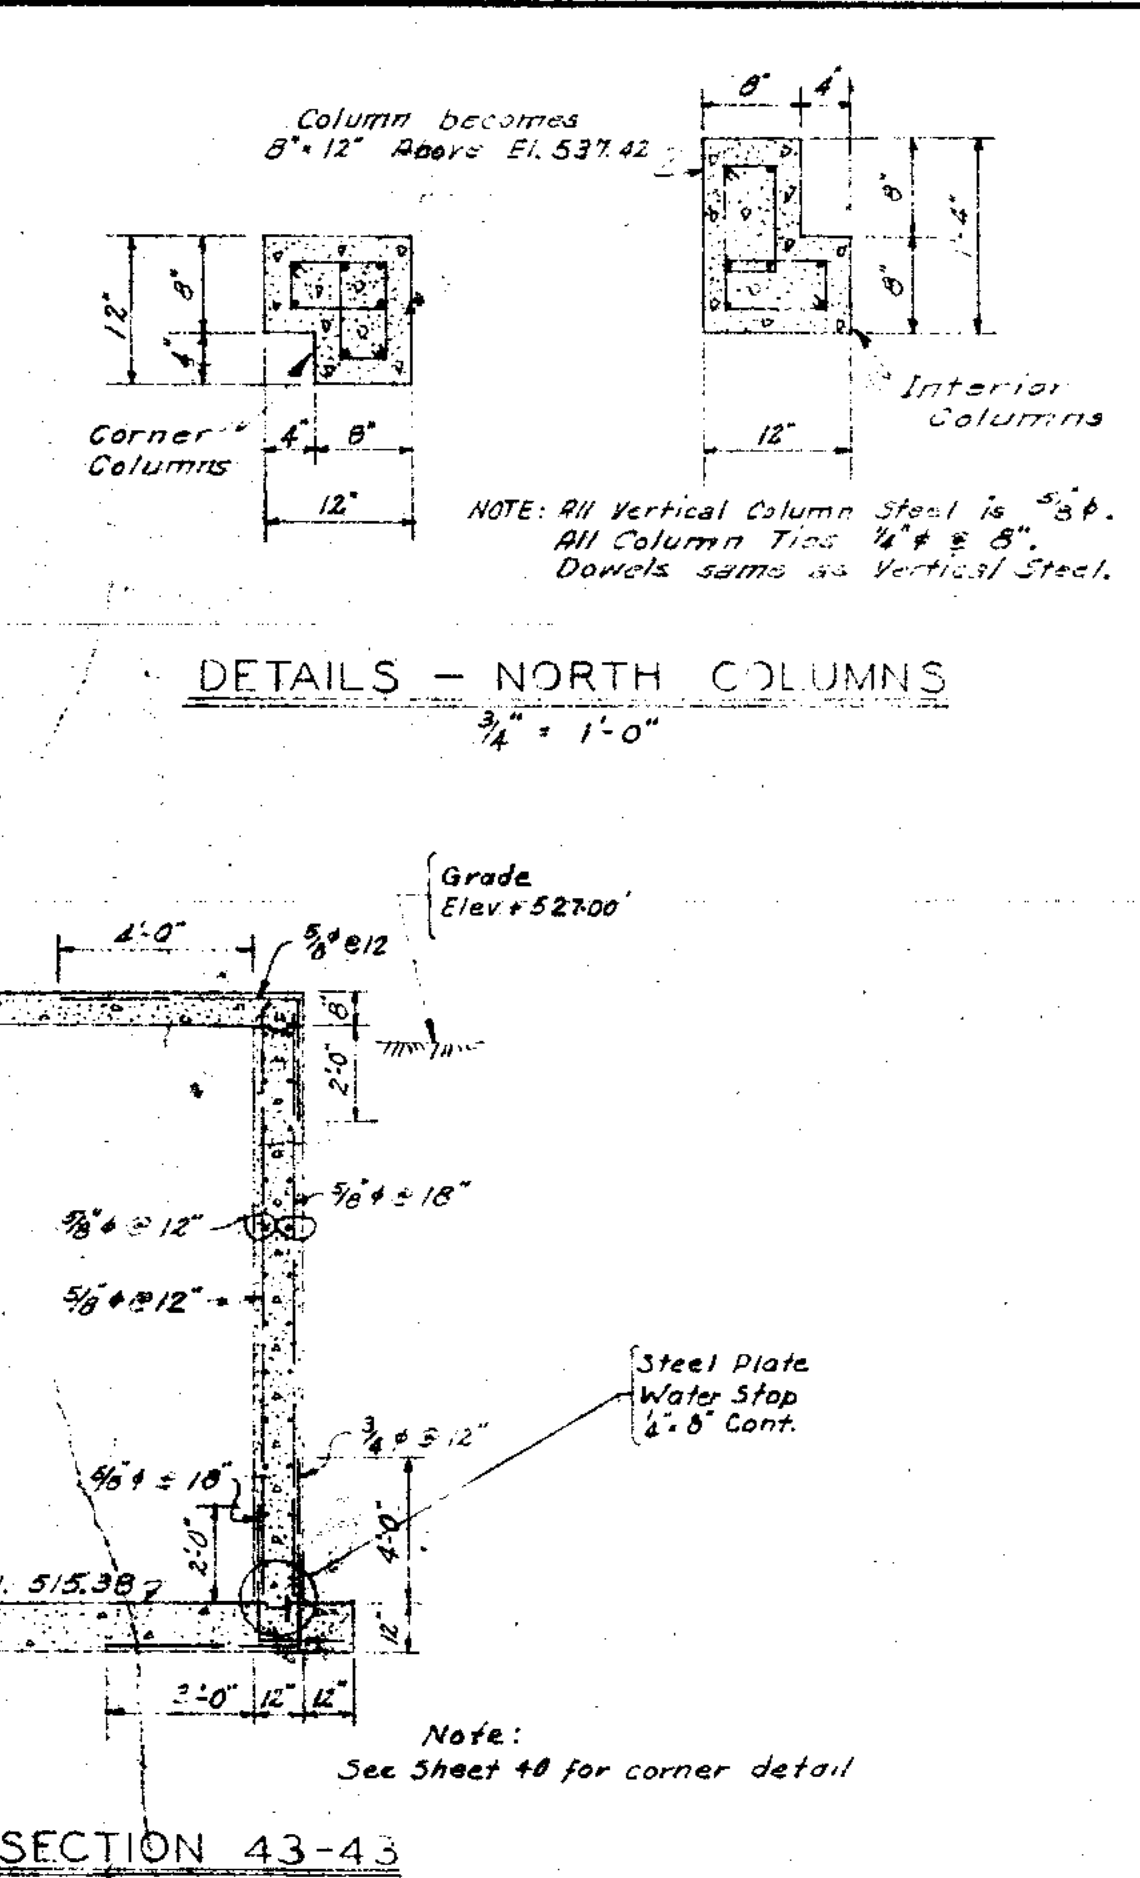 8" 4"
Column becomes
8"× 12" Above El. 537.42
8"
1'-4"
8"
12"
8"
4"
Corner
Columns
4" 8"
12"
Interior
Columns
12"
NOTE: All Vertical Column Steel is 5/8"ϕ.
All Column Ties 1/4"ϕ @ 8".
Dowels same as Vertical Steel.
DETAILS – NORTH COLUMNS
3/4" = 1'-0"
Grade
Elev. + 527.00'
4'-0"
5/8"ϕ @12
8"
2'-0"
5/8"ϕ @ 18"
5/8"ϕ @ 12"
5/8"ϕ @ 12"
Steel Plate
Water Stop
1/4"× 8" Cont.
3/4 ϕ @ 12"
5/8"ϕ @ 18"
2'-0"
4'-0"
515.38
12"
12" 12"
Note:
See Sheet 40 for corner detail
SECTION 43-43